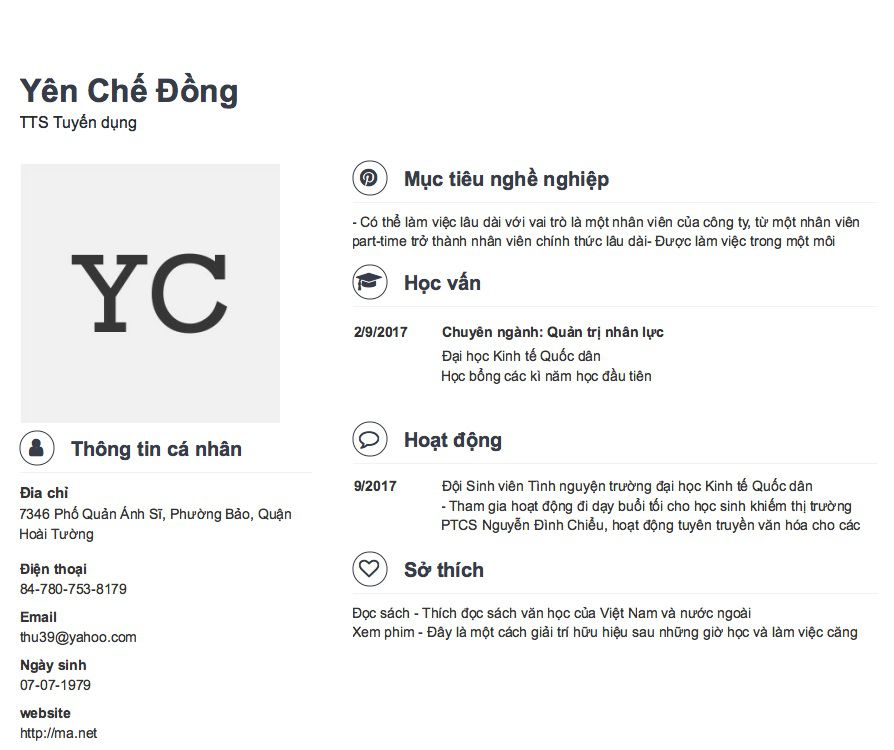 Yên Chế Đồng
TTS Tuyển dụng
YC
Thông tin cá nhân
Địa chỉ
7346 Phố Quản Ánh Sĩ, Phường Bảo, Quận
Hoài Tường
Điện thoại
84-780-753-8179
Email
thu39@yahoo.com
Ngày sinh
07-07-1979
website
http://ma.net
Mục tiêu nghề nghiệp
- Có thể làm việc lâu dài với vai trò là một nhân viên của công ty, từ một nhân viên
part-time trở thành nhân viên chính thức lâu dài- Được làm việc trong một môi
Học vấn
2/9/2017 Chuyên ngành: Quản trị nhân lực
Đại học Kinh tế Quốc dân
Học bổng các kì năm học đầu tiên
Hoạt động
9/2017 Đội Sinh viên Tình nguyện trường đại học Kinh tế Quốc dân
- Tham gia hoạt động đi dạy buổi tối cho học sinh khiếm thị trường
PTCS Nguyễn Đình Chiểu, hoạt động tuyên truyền văn hóa cho các
Sở thích
Đọc sách - Thích đọc sách văn học của Việt Nam và nước ngoài
Xem phim - Đây là một cách giải trí hữu hiệu sau những giờ học và làm việc căng